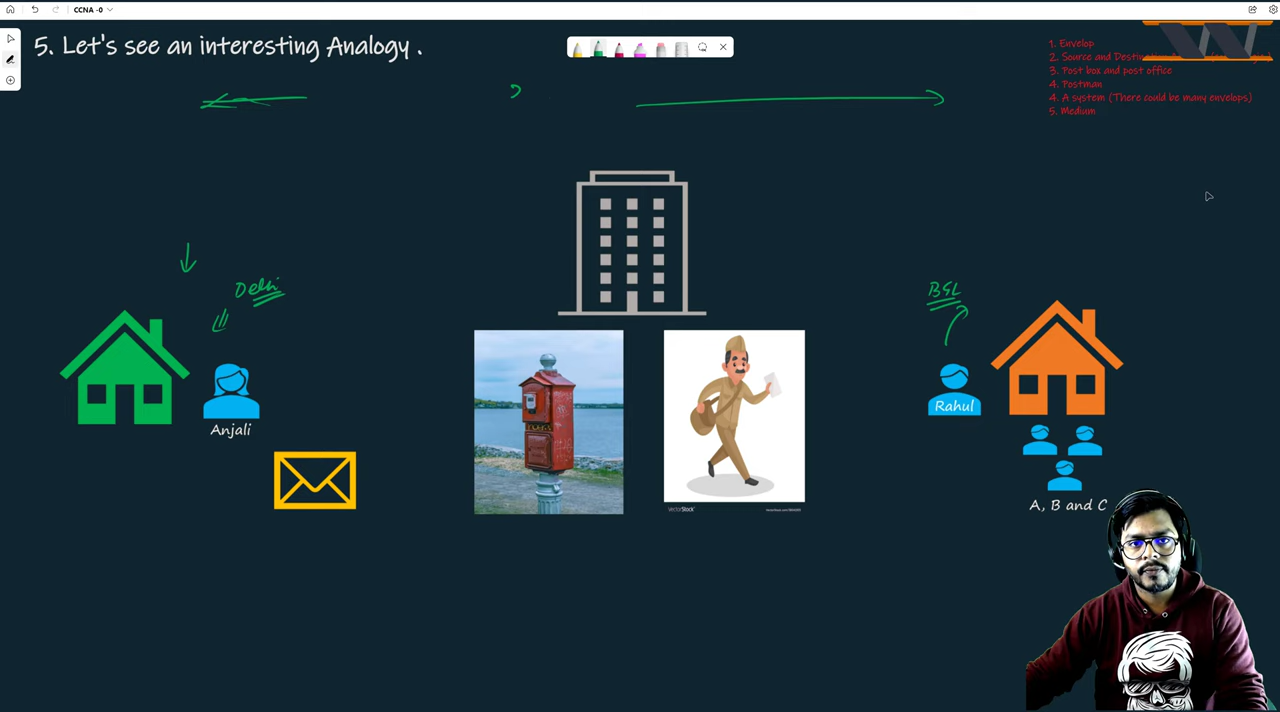 CCNA -0
5. Let's see an interesting Analogy .
1. Envelop
2. Source and
3. Post box and post office
4. Postman
4. A system (There could be many envelops)
5. Medium
Delhi
BSL
Anjali
Rahul
A, B and C
VectorStock